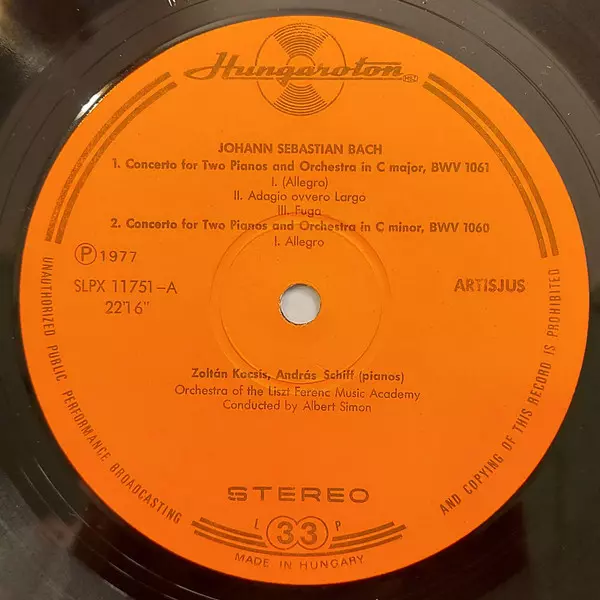 Hungaroton
JOHANN SEBASTIAN BACH
1. Concerto for Two Pianos and Orchestra in C major, BWV 1061
I. (Allegro)
II. Adagio ovvero Largo
III. Fuga
2. Concerto for Two Pianos and Orchestra in C minor, BWV 1060
I. Allegro
Ⓟ 1977
SLPX 11751-A
22'16"
ARTISJUS
Zoltán Kocsis, András Schiff (pianos)
Orchestra of the Liszt Ferenc Music Academy
Conducted by Albert Simon
STEREO
L 33 P
MADE IN HUNGARY
UNAUTHORIZED PUBLIC PERFORMANCE BROADCASTING
AND COPYING OF THIS RECORD IS PROHIBITED